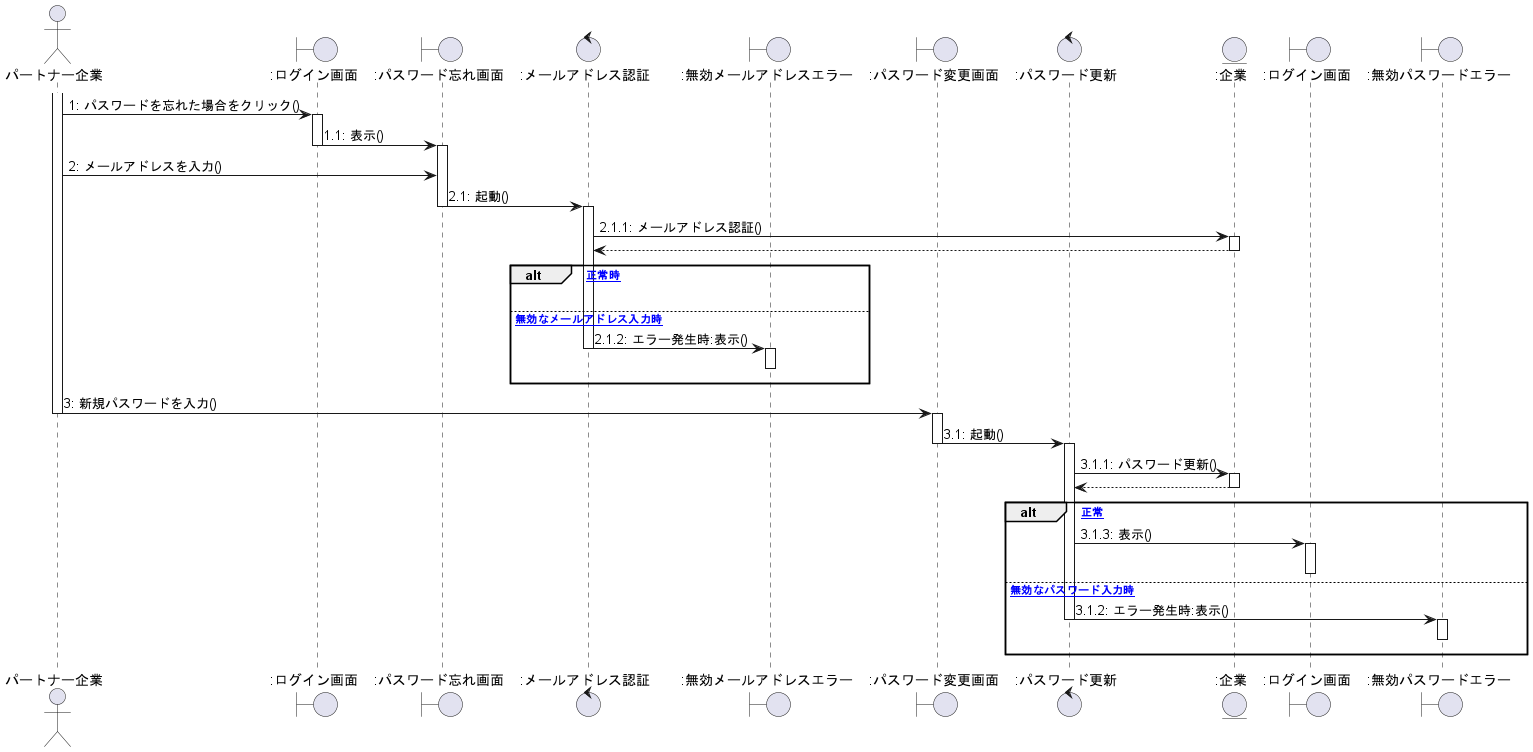 パートナー企業
:ログイン画面
:パスワード忘れ画面
:メールアドレス認証
:無効メールアドレスエラー
:パスワード変更画面
:パスワード更新
:企業
:ログイン画面
:無効パスワードエラー
1: パスワードを忘れた場合をクリック()
1.1: 表示()
2: メールアドレスを入力()
2.1: 起動()
2.1.1: メールアドレス認証()
alt
正常時
無効なメールアドレス入力時
2.1.2: エラー発生時:表示()
3: 新規パスワードを入力()
3.1: 起動()
3.1.1: パスワード更新()
alt
正常
3.1.3: 表示()
無効なパスワード入力時
3.1.2: エラー発生時:表示()
パートナー企業
:ログイン画面
:パスワード忘れ画面
:メールアドレス認証
:無効メールアドレスエラー
:パスワード変更画面
:パスワード更新
:企業
:ログイン画面
:無効パスワードエラー